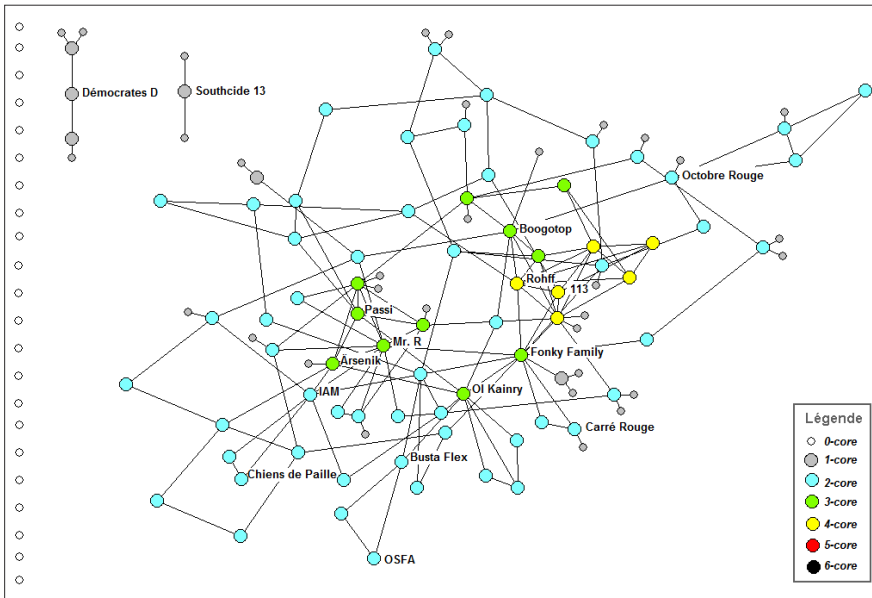 Démocrates D
Southcide 13
Octobre Rouge
Boogotop
Rohff
113
Passi
Mr. R
Ärsenik
Fonky Family
IAM
Ol Kainry
Carré Rouge
Busta Flex
Chiens de Paille
OSFA
Légende
0-core
1-core
2-core
3-core
4-core
5-core
6-core